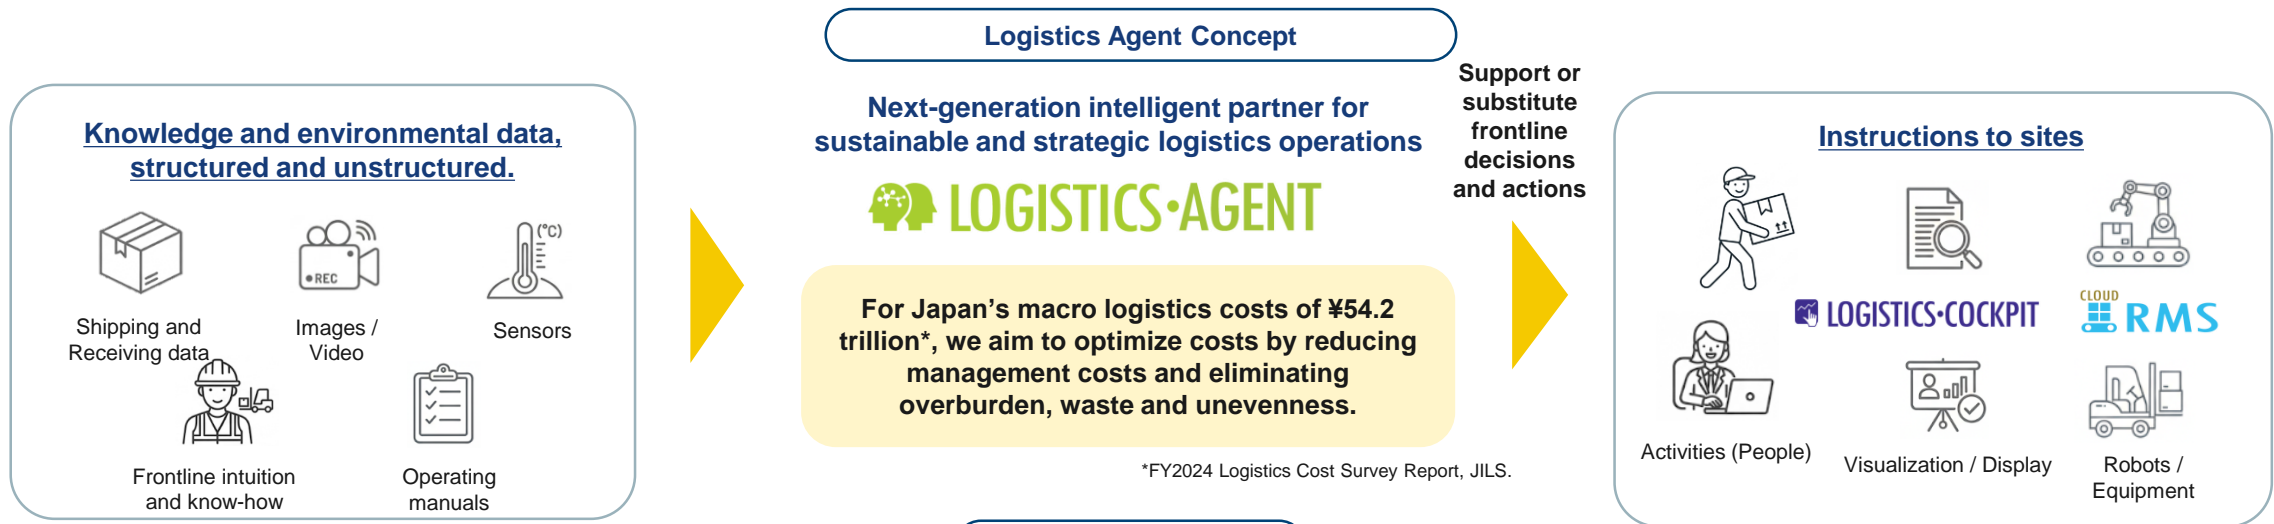 Logistics Agent Concept
Knowledge and environmental data,
structured and unstructured.
(°C)
REC
Shipping and
Receiving data
Images /
Video
Sensors
Frontline intuition
and know-how
Operating
manuals
Next-generation intelligent partner for
sustainable and strategic logistics operations
LOGISTICS•AGENT
For Japan’s macro logistics costs of ¥54.2
trillion*, we aim to optimize costs by reducing
management costs and eliminating
overburden, waste and unevenness.
*FY2024 Logistics Cost Survey Report, JILS.
Support or
substitute
frontline
decisions
and actions
Instructions to sites
LOGISTICS•COCKPIT
CLOUD
RMS
Activities (People)
Visualization / Display
Robots /
Equipment